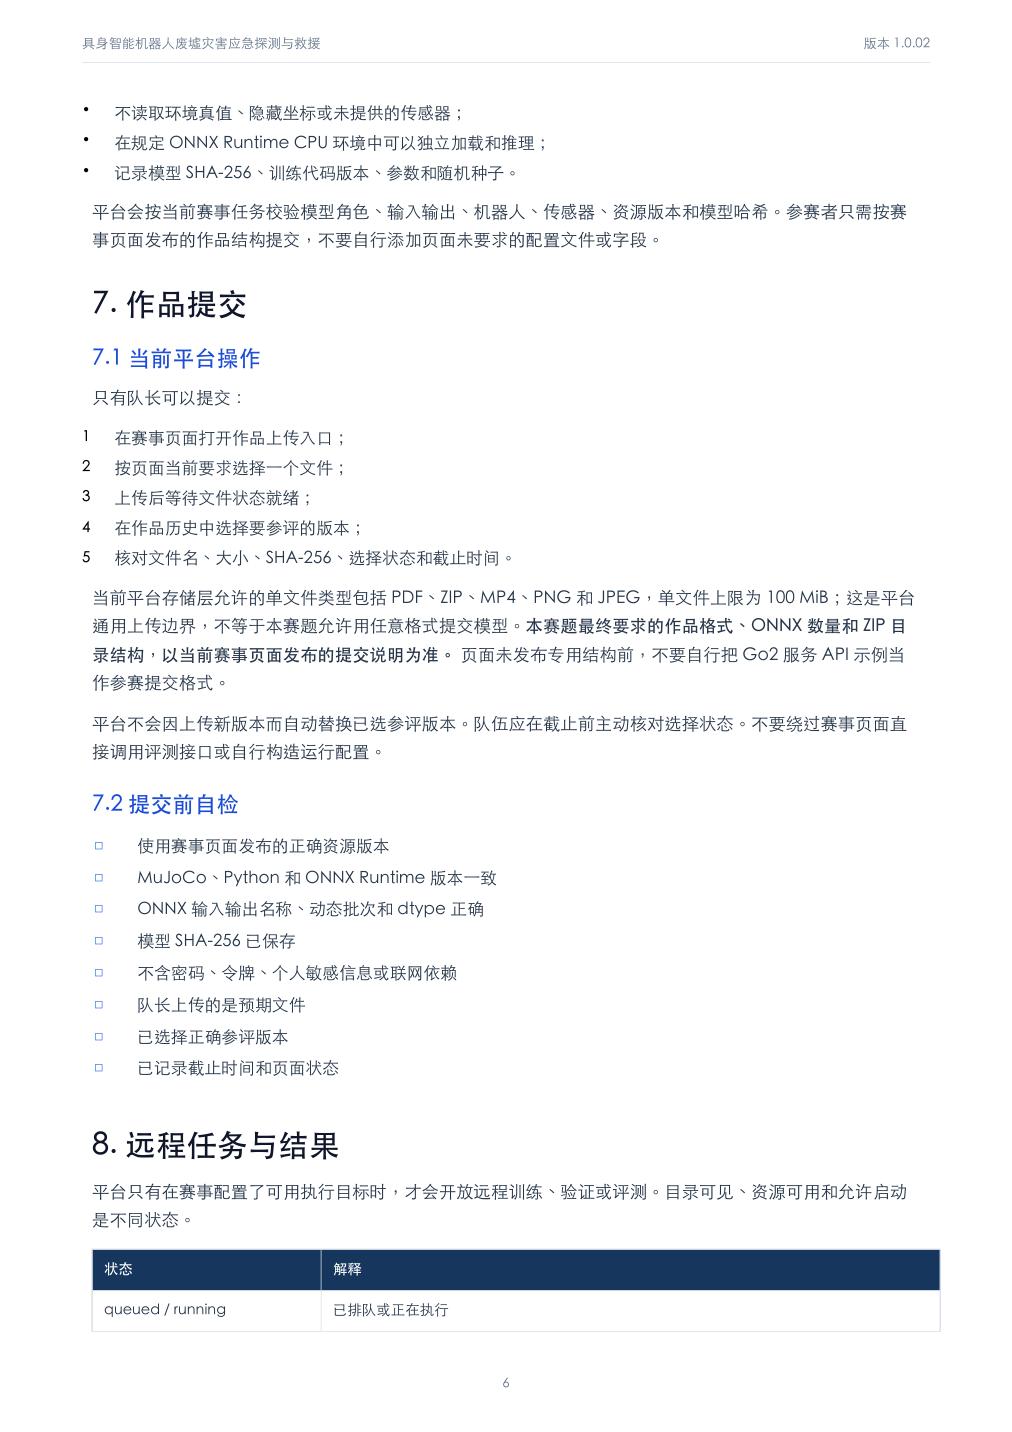 具身智能机器人废墟灾害应急探测与救援
版本 1.0.02
• 不读取环境真值、隐藏坐标或未提供的传感器；
• 在规定 ONNX Runtime CPU 环境中可以独立加载和推理；
• 记录模型 SHA-256、训练代码版本、参数和随机种子。
平台会按当前赛事任务校验模型角色、输入输出、机器人、传感器、资源版本和模型哈希。参赛者只需按赛
事页面发布的作品结构提交，不要自行添加页面未要求的配置文件或字段。
7. 作品提交
7.1 当前平台操作
只有队长可以提交：
1 在赛事页面打开作品上传入口；
2 按页面当前要求选择一个文件；
3 上传后等待文件状态就绪；
4 在作品历史中选择要参评的版本；
5 核对文件名、大小、SHA-256、选择状态和截止时间。
当前平台存储层允许的单文件类型包括 PDF、ZIP、MP4、PNG 和 JPEG，单文件上限为 100 MiB；这是平台
通用上传边界，不等于本赛题允许用任意格式提交模型。本赛题最终要求的作品格式、ONNX 数量和 ZIP 目
录结构，以当前赛事页面发布的提交说明为准。 页面未发布专用结构前，不要自行把 Go2 服务 API 示例当
作参赛提交格式。
平台不会因上传新版本而自动替换已选参评版本。队伍应在截止前主动核对选择状态。不要绕过赛事页面直
接调用评测接口或自行构造运行配置。
7.2 提交前自检
□ 使用赛事页面发布的正确资源版本
□ MuJoCo、Python 和 ONNX Runtime 版本一致
□ ONNX 输入输出名称、动态批次和 dtype 正确
□ 模型 SHA-256 已保存
□ 不含密码、令牌、个人敏感信息或联网依赖
□ 队长上传的是预期文件
□ 已选择正确参评版本
□ 已记录截止时间和页面状态
8. 远程任务与结果
平台只有在赛事配置了可用执行目标时，才会开放远程训练、验证或评测。目录可见、资源可用和允许启动
是不同状态。
状态 解释
queued / running 已排队或正在执行
6